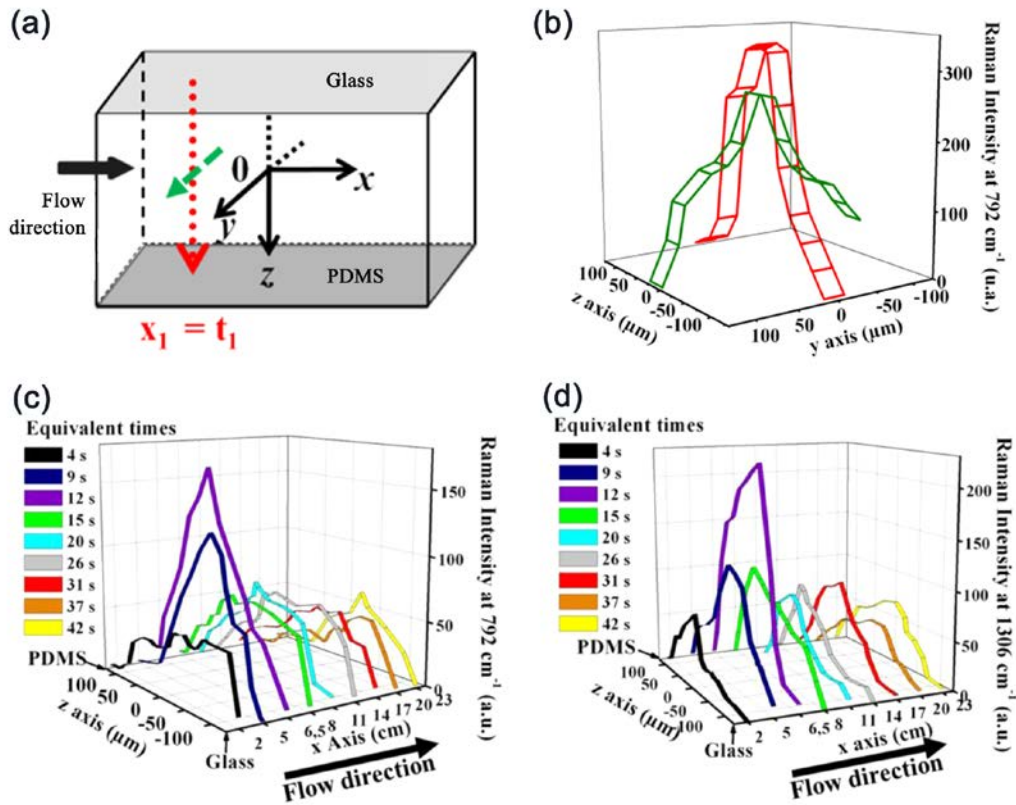 (a)
Glass
Flow
direction
0
x
y
z
PDMS
x₁ = t₁
(b)
Raman Intensity at 792 cm⁻¹ (u.a.)
300
200
100
0
100
50
0
-50
-100
z axis (µm)
100
50
0
-50
-100
y axis (µm)
(c)
Equivalent times
4 s
9 s
12 s
15 s
20 s
26 s
31 s
37 s
42 s
PDMS
100
50
0
-50
-100
z axis
(µm)
Glass
2
5
6,5
8
11
14
17
20
23
x Axis (cm)
Flow direction
150
100
50
0
Raman Intensity at 792 cm⁻¹ (a.u.)
(d)
Equivalent times
4 s
9 s
12 s
15 s
20 s
26 s
31 s
37 s
42 s
PDMS
100
50
0
-50
-100
z axis (µm)
Glass
2
5
6,5
8
11
14
17
20
23
x axis (cm)
Flow direction
200
150
100
50
0
Raman Intensity at 1306 cm⁻¹ (a.u.)